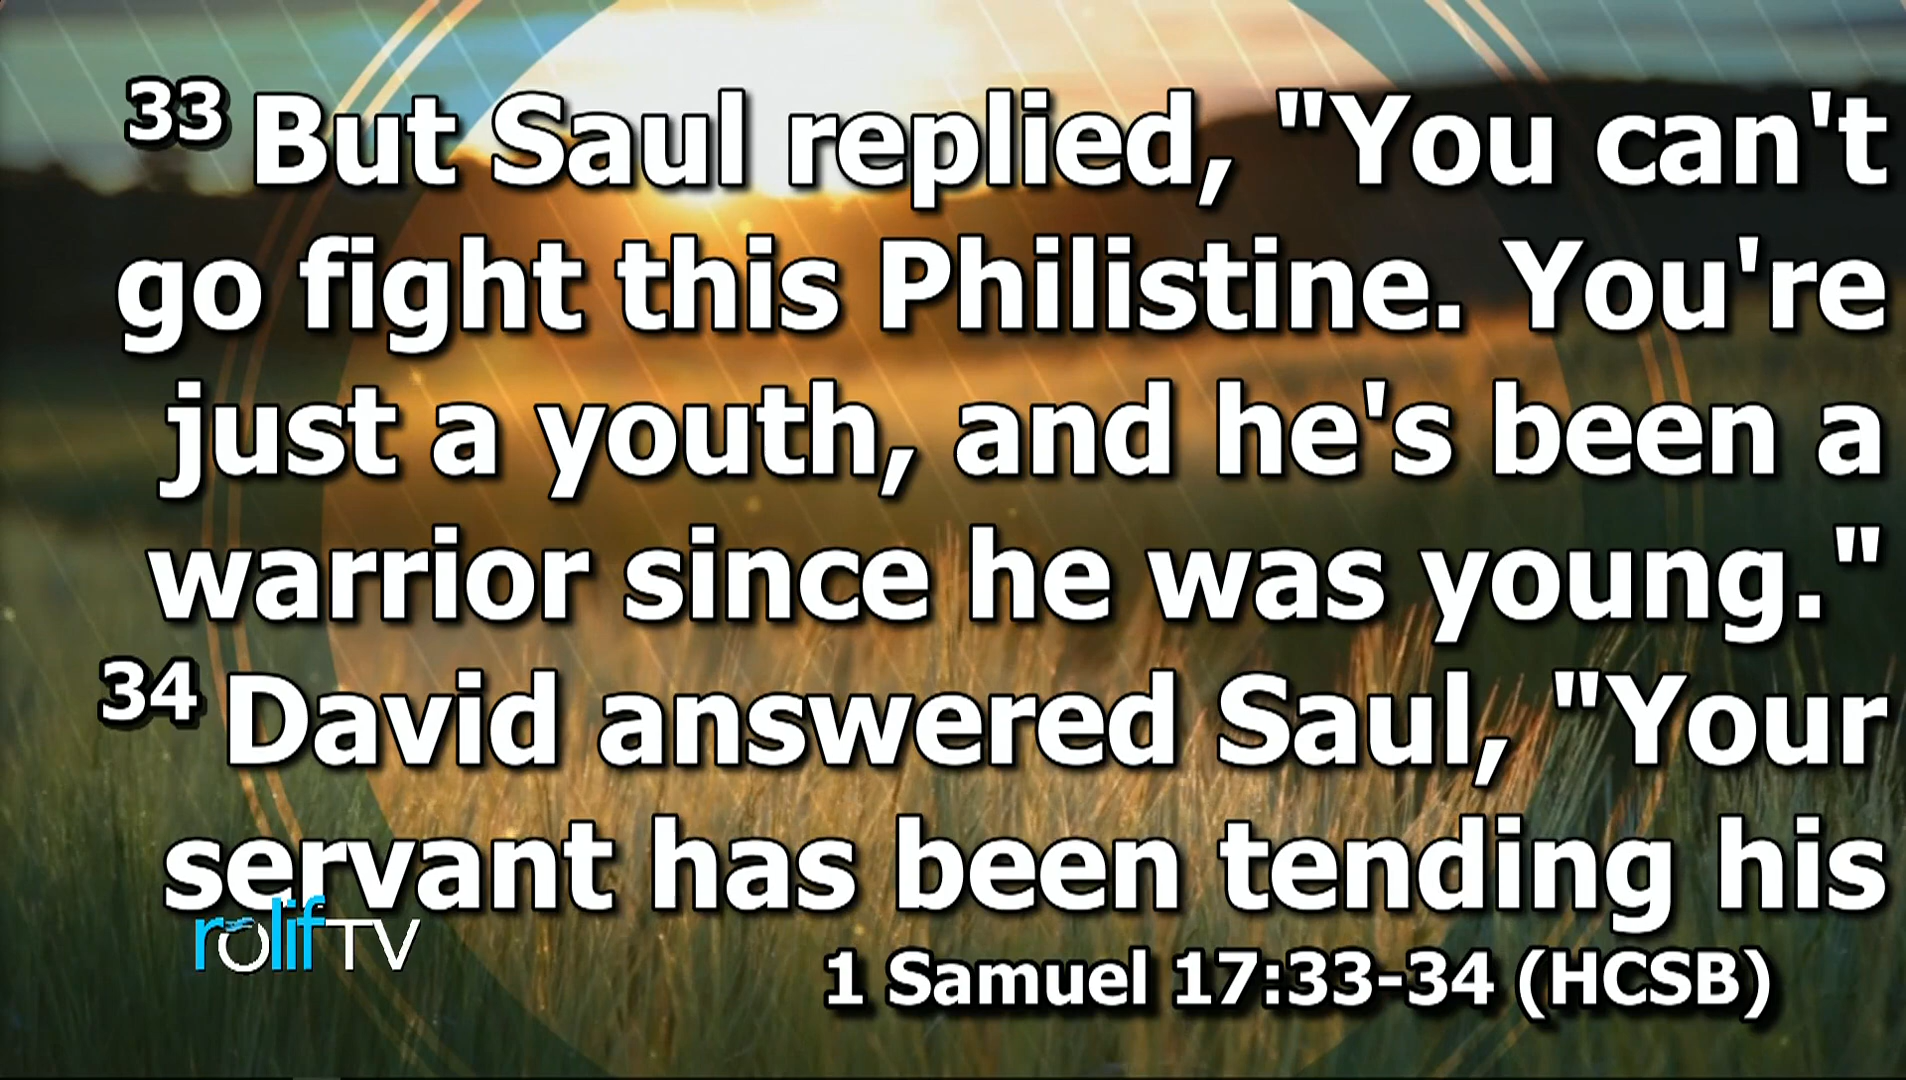 33 But Saul replied, "You can't
go fight this Philistine. You're
just a youth, and he's been a
warrior since he was young."
34 David answered Saul, "Your
servant has been tending his
rolifTV
1 Samuel 17:33-34 (HCSB)